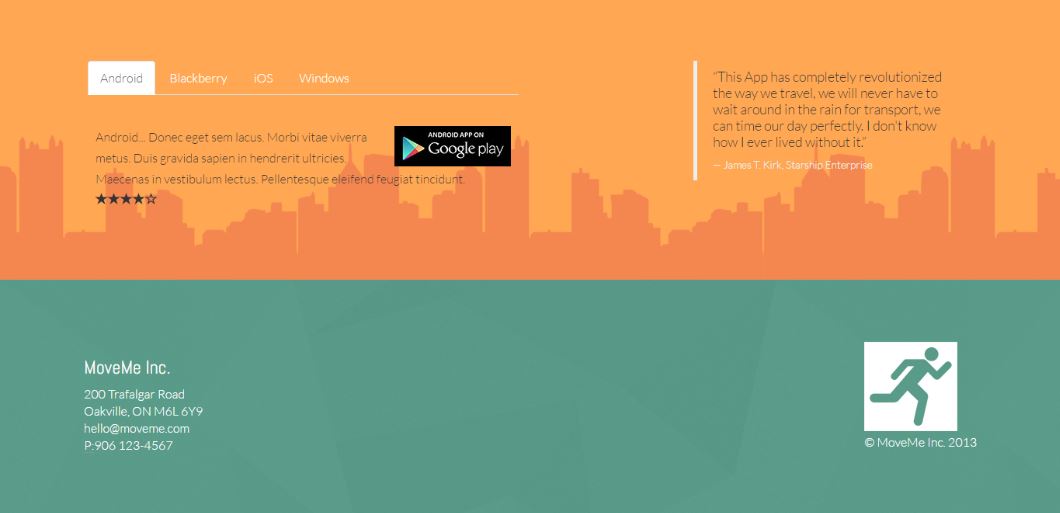 Android Blackberry iOS Windows
Android... Donec eget sem lacus. Morbi vitae viverra
metus. Duis gravida sapien in hendrerit ultricies.
Maecenas in vestibulum lectus. Pellentesque eleifend feugiat tincidunt.
★★★★☆
ANDROID APP ON
Google play
“This App has completely revolutionized
the way we travel, we will never have to
wait around in the rain for transport, we
can time our day perfectly. I don't know
how I ever lived without it.”
— James T. Kirk, Starship Enterprise
MoveMe Inc.
200 Trafalgar Road
Oakville, ON M6L 6Y9
hello@moveme.com
P:906 123-4567
© MoveMe Inc. 2013